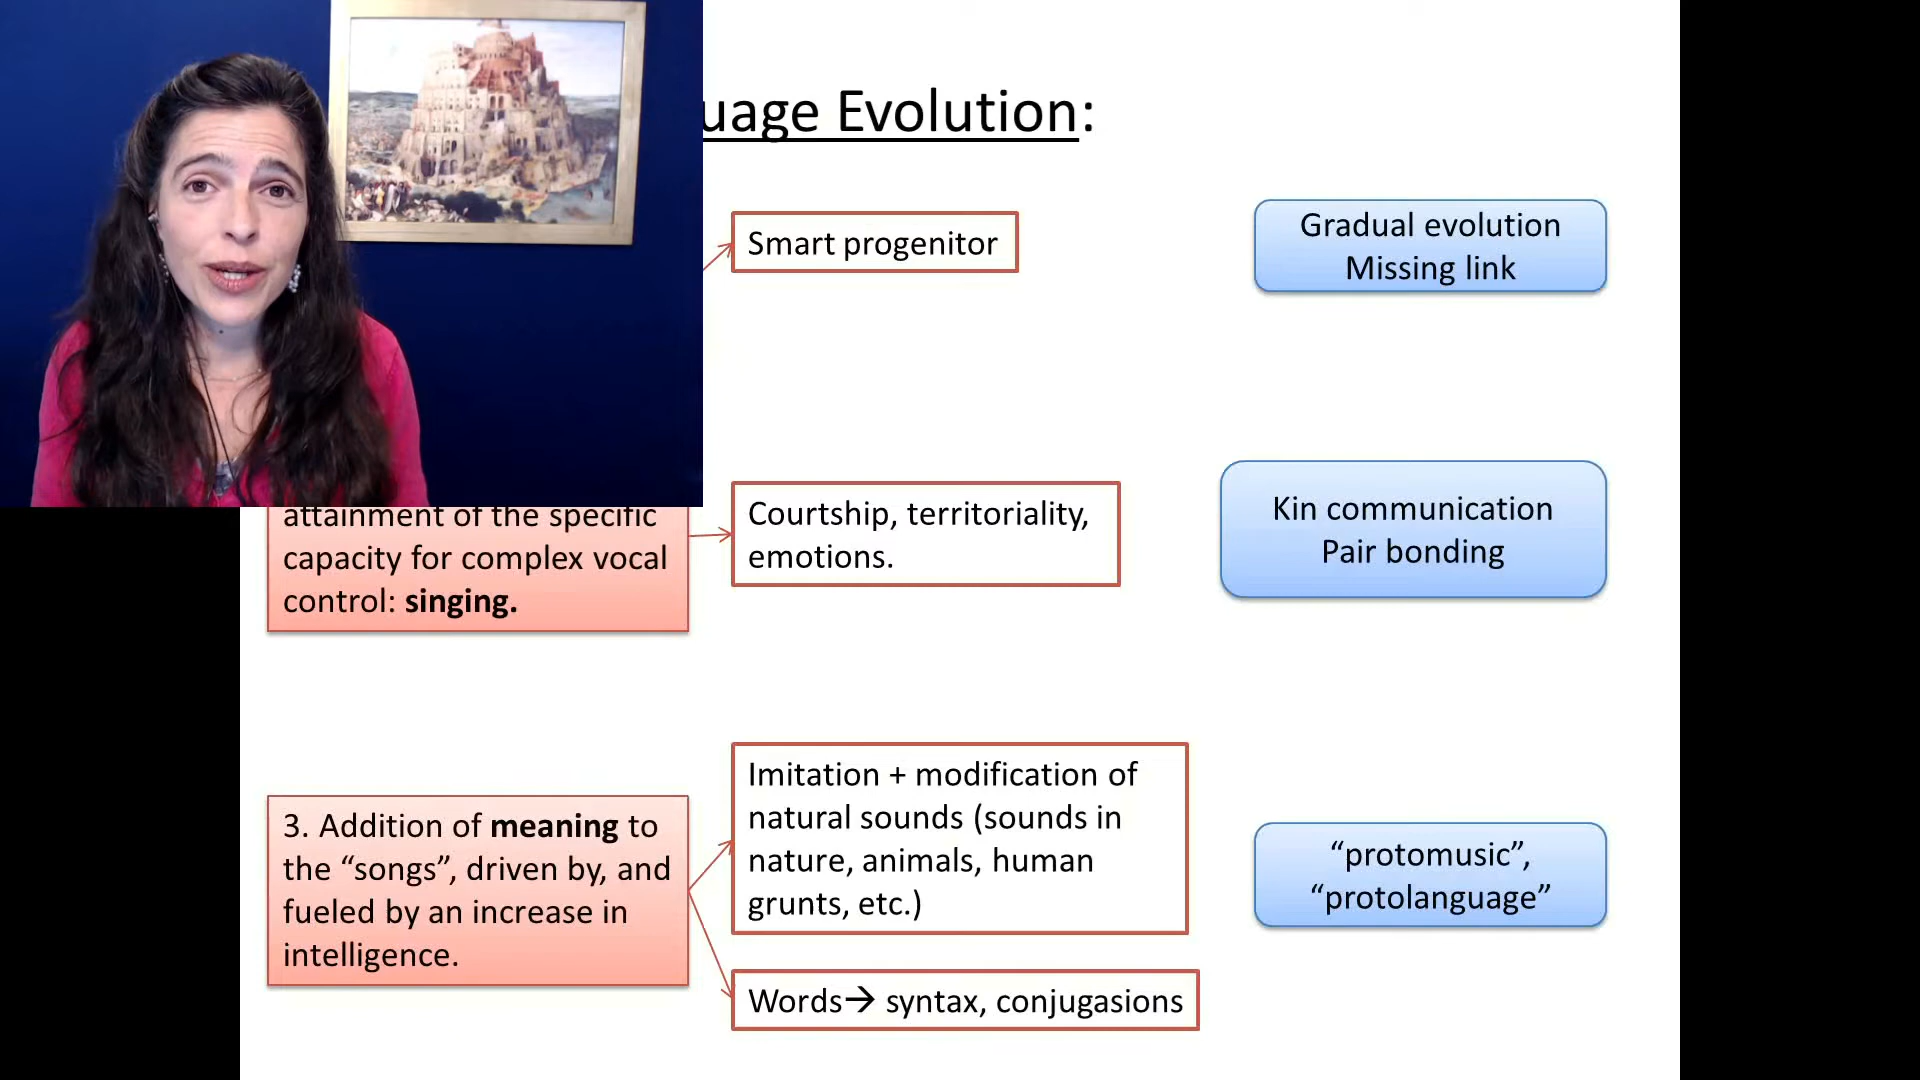 uage Evolution:
Smart progenitor
Gradual evolution
Missing link
attainment of the specific
capacity for complex vocal
control: singing.
Courtship, territoriality,
emotions.
Kin communication
Pair bonding
3. Addition of meaning to
the “songs”, driven by, and
fueled by an increase in
intelligence.
Imitation + modification of
natural sounds (sounds in
nature, animals, human
grunts, etc.)
“protomusic”,
“protolanguage”
Words→ syntax, conjugasions